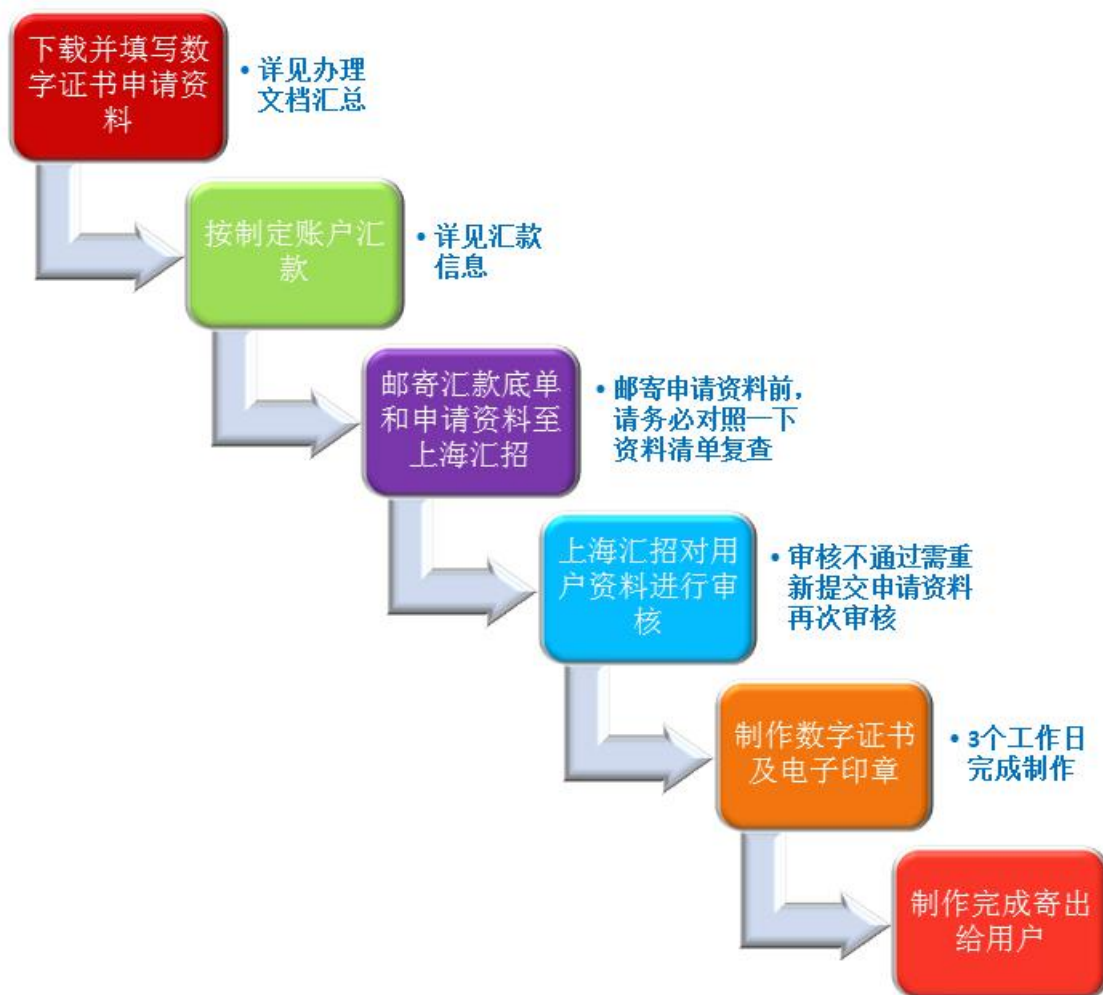 下载并填写数
字证书申请资
料
• 详见办理
文档汇总
按制定账户汇
款
• 详见汇款
信息
邮寄汇款底单
和申请资料至
上海汇招
• 邮寄申请资料前，
请务必对照一下
资料清单复查
上海汇招对用
户资料进行审
核
• 审核不通过需重
新提交申请资料
再次审核
制作数字证书
及电子印章
• 3个工作日
完成制作
制作完成寄出
给用户